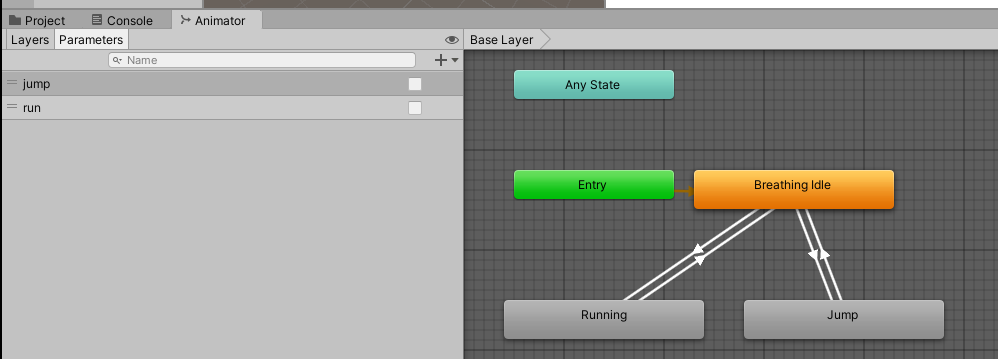 Project Console Animator
Layers Parameters
Base Layer
Name
jump
run
Any State
Entry
Breathing Idle
Running
Jump